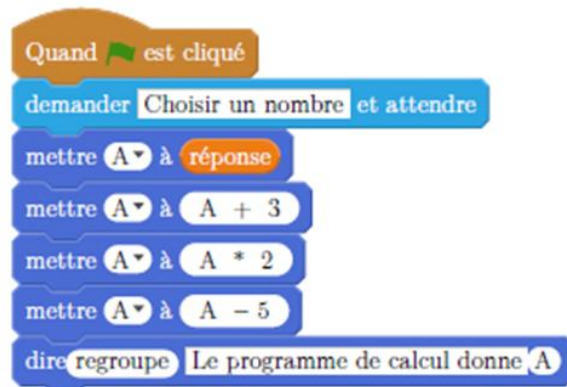 Quand est cliqué
demander Choisir un nombre et attendre
mettre A à réponse
mettre A à A + 3
mettre A à A * 2
mettre A à A - 5
dire regroupe Le programme de calcul donne A